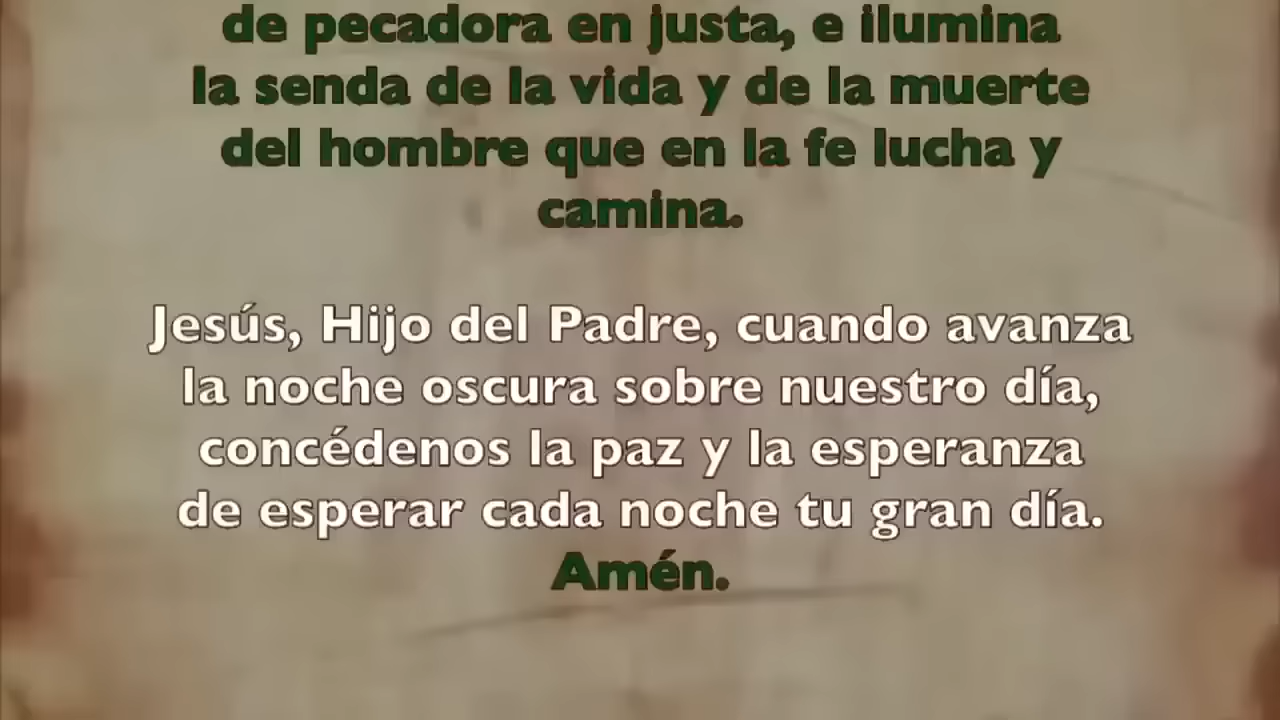 de pecadora en justa, e ilumina
la senda de la vida y de la muerte
del hombre que en la fe lucha y
camina.
Jesús, Hijo del Padre, cuando avanza
la noche oscura sobre nuestro día,
concédenos la paz y la esperanza
de esperar cada noche tu gran día.
Amén.